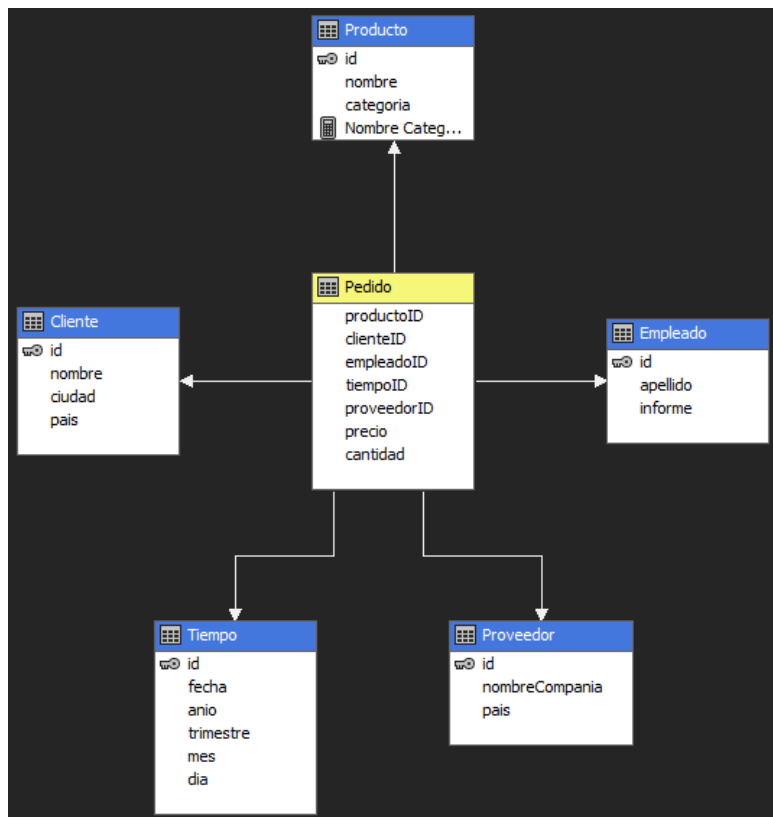 Producto
id
nombre
categoria
Nombre Categ...
Pedido
productoID
clienteID
empleadoID
tiempoID
proveedorID
precio
cantidad
Cliente
id
nombre
ciudad
pais
Empleado
id
apellido
informe
Tiempo
id
fecha
anio
trimestre
mes
dia
Proveedor
id
nombreCompania
pais